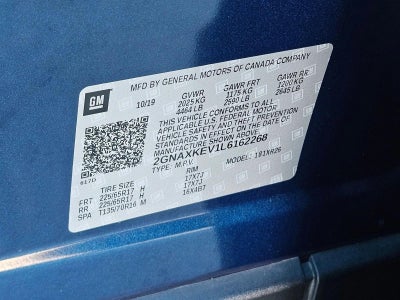 GM
MFD BY GENERAL MOTORS OF CANADA COMPANY
10/19 GVWR GAWR FRT GAWR RR
2025 KG 1175 KG 1200 KG
4464 LB 2590 LB 2645 LB
THIS VEHICLE CONFORMS TO ALL
APPLICABLE U.S. FEDERAL MOTOR
VEHICLE SAFETY AND THEFT PREVENTION
STANDARDS IN EFFECT ON THE DATE OF
MANUFACTURE SHOWN ABOVE.
2GNAXKEV1L6162268
TYPE: M.P.V. MODEL: 1XR26
TIRE SIZE RIM
FRT 225/65R17 H 17X7J
RR 225/65R17 H 17X7J
SPA T135/70R16 M 16X4BT